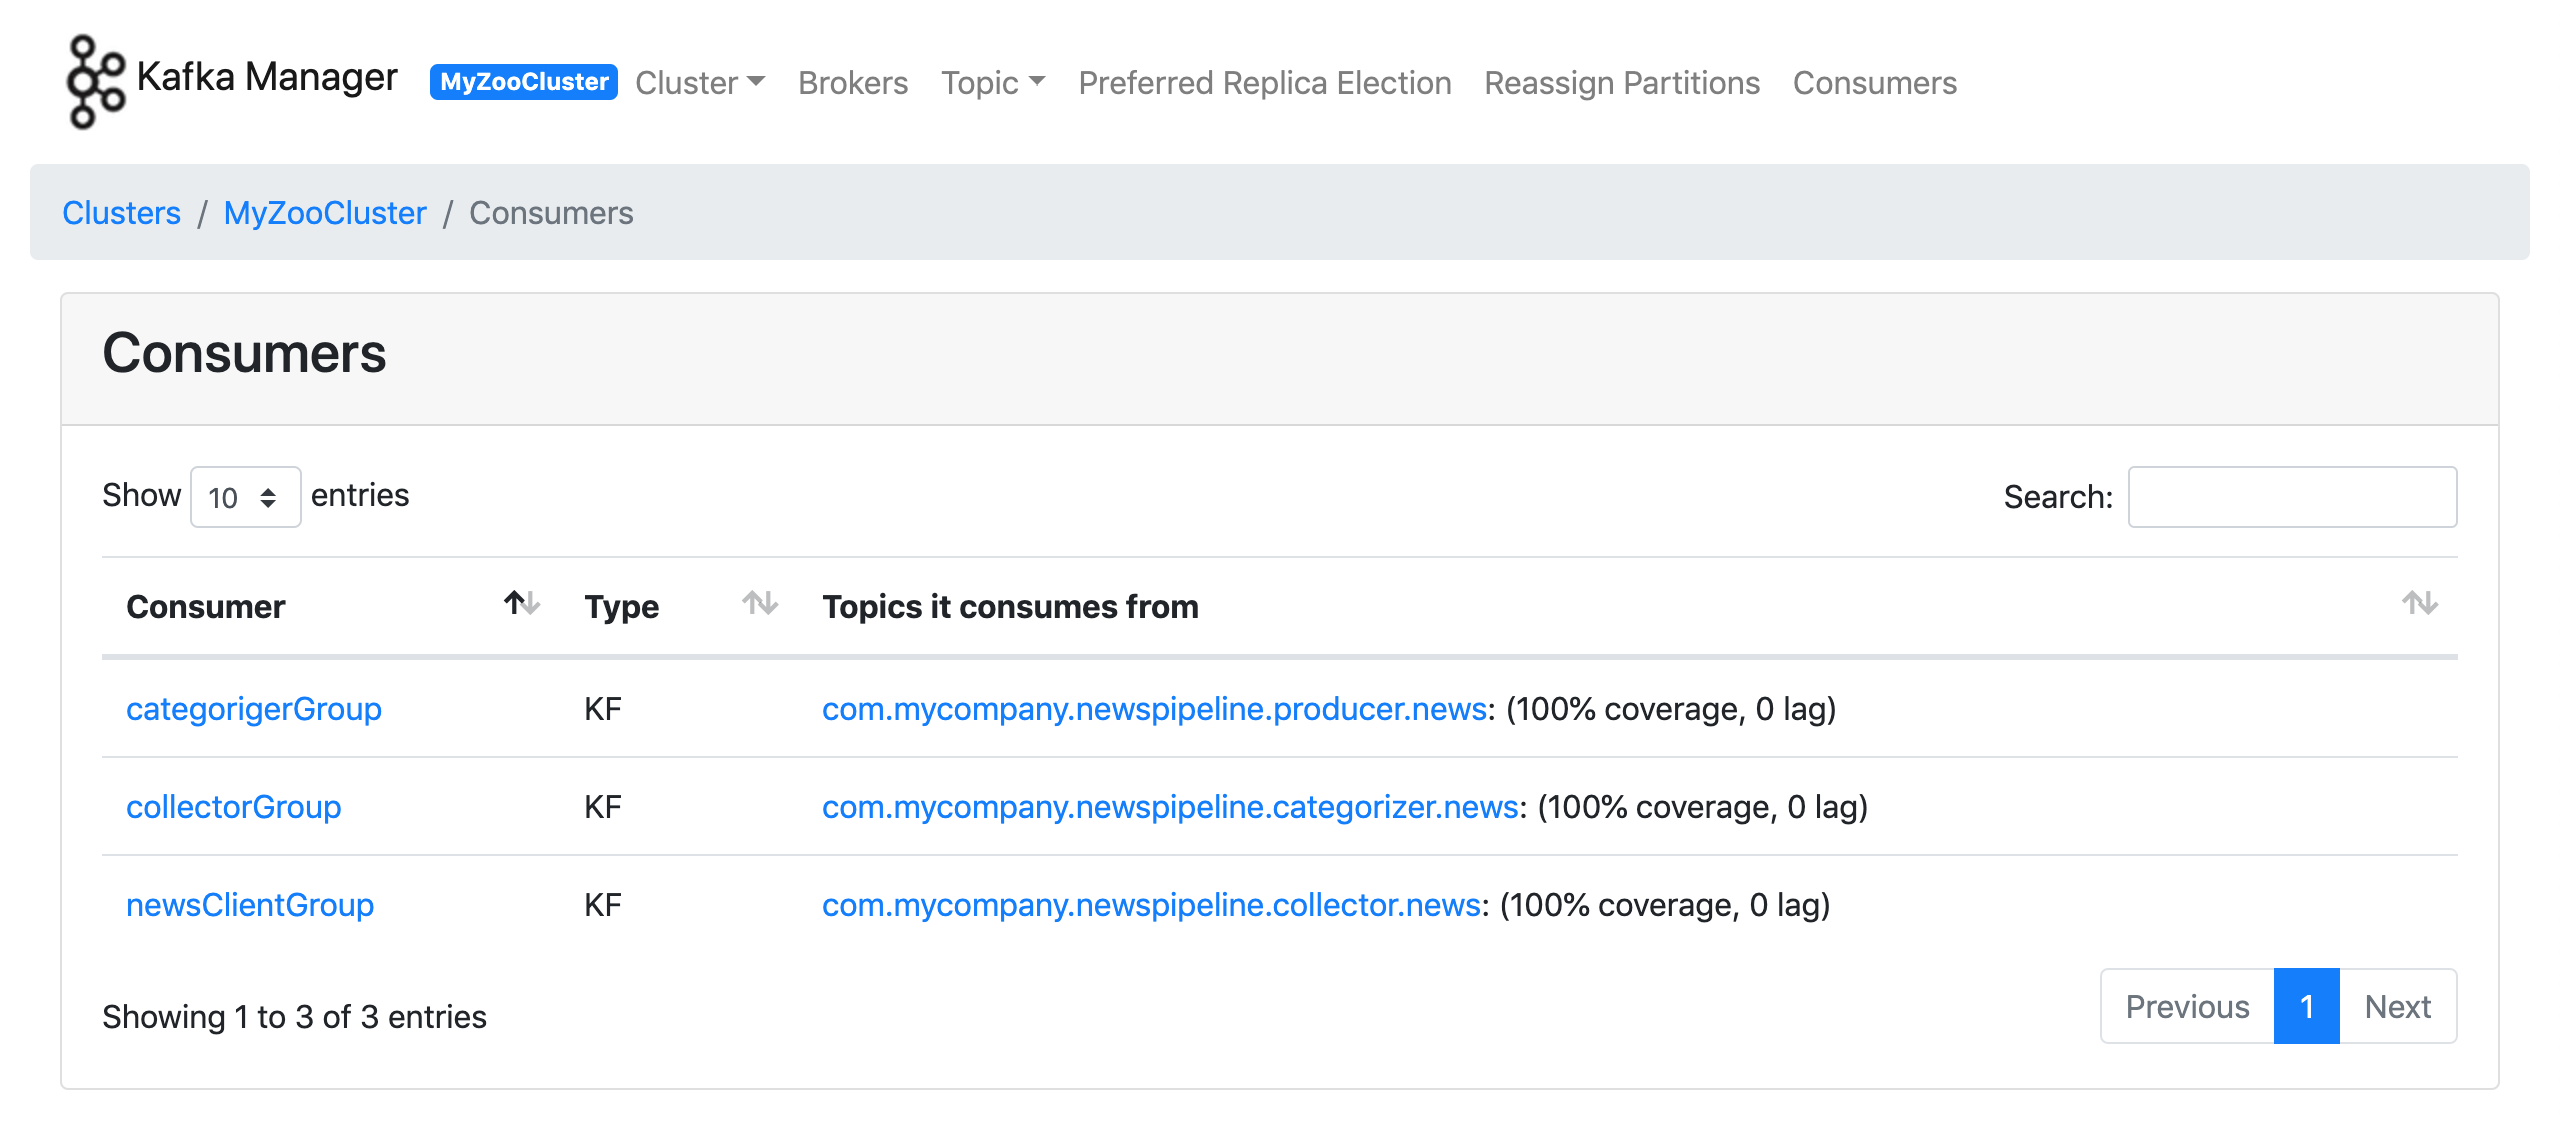 Kafka Manager MyZooCluster Cluster Brokers Topic Preferred Replica Election Reassign Partitions Consumers
Clusters / MyZooCluster / Consumers
Consumers
Show 10 entries Search:
Consumer Type Topics it consumes from
categorigerGroup KF com.mycompany.newspipeline.producer.news: (100% coverage, 0 lag)
collectorGroup KF com.mycompany.newspipeline.categorizer.news: (100% coverage, 0 lag)
newsClientGroup KF com.mycompany.newspipeline.collector.news: (100% coverage, 0 lag)
Showing 1 to 3 of 3 entries Previous 1 Next